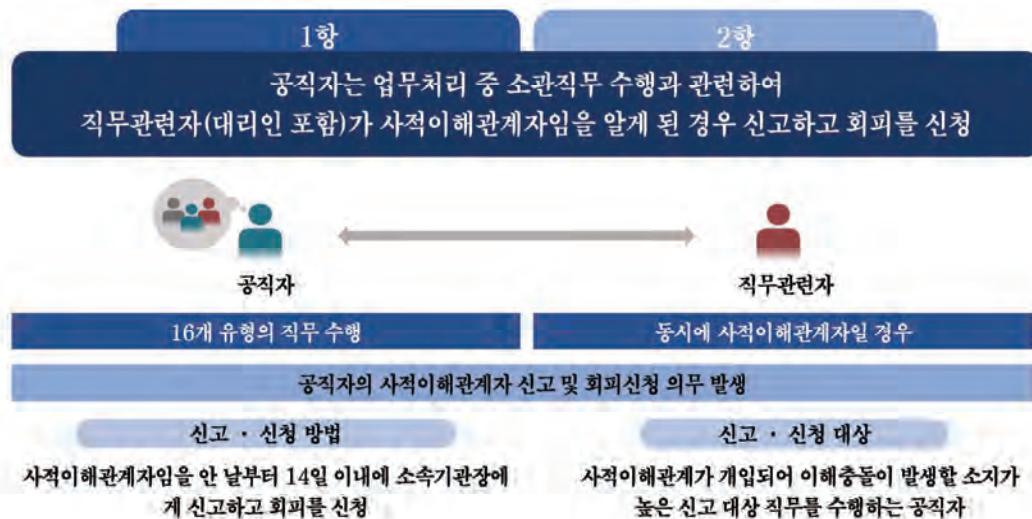 1항
2항
공직자는 업무처리 중 소관직무 수행과 관련하여
직무관련자(대리인 포함)가 사적이해관계자임을 알게 된 경우 신고하고 회피를 신청
공직자
직무관련자
16개 유형의 직무 수행
동시에 사적이해관계자일 경우
공직자의 사적이해관계자 신고 및 회피신청 의무 발생
신고 · 신청 방법
사적이해관계자임을 안 날부터 14일 이내에 소속기관장에
게 신고하고 회피를 신청
신고 · 신청 대상
사적이해관계가 개입되어 이해충돌이 발생할 소지가
높은 신고 대상 직무를 수행하는 공직자